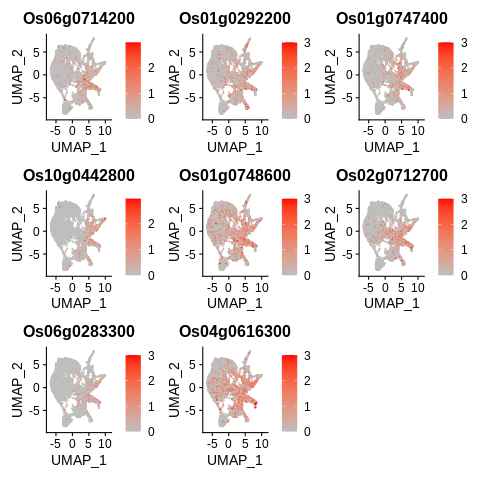 Os06g0714200 Os01g0292200 Os01g0747400
UMAP_2 5 0 -5 2 1 0 UMAP_2 5 0 -5 3 2 1 0 UMAP_2 5 0 -5 3 2 1 0
-5 0 5 10 -5 0 5 10 -5 0 5 10
UMAP_1 UMAP_1 UMAP_1
Os10g0442800 Os01g0748600 Os02g0712700
UMAP_2 5 0 -5 2 1 0 UMAP_2 5 0 -5 3 2 1 0 UMAP_2 5 0 -5 3 2 1 0
-5 0 5 10 -5 0 5 10 -5 0 5 10
UMAP_1 UMAP_1 UMAP_1
Os06g0283300 Os04g0616300
UMAP_2 5 0 -5 3 2 1 0 UMAP_2 5 0 -5 3 2 1 0
-5 0 5 10 -5 0 5 10
UMAP_1 UMAP_1